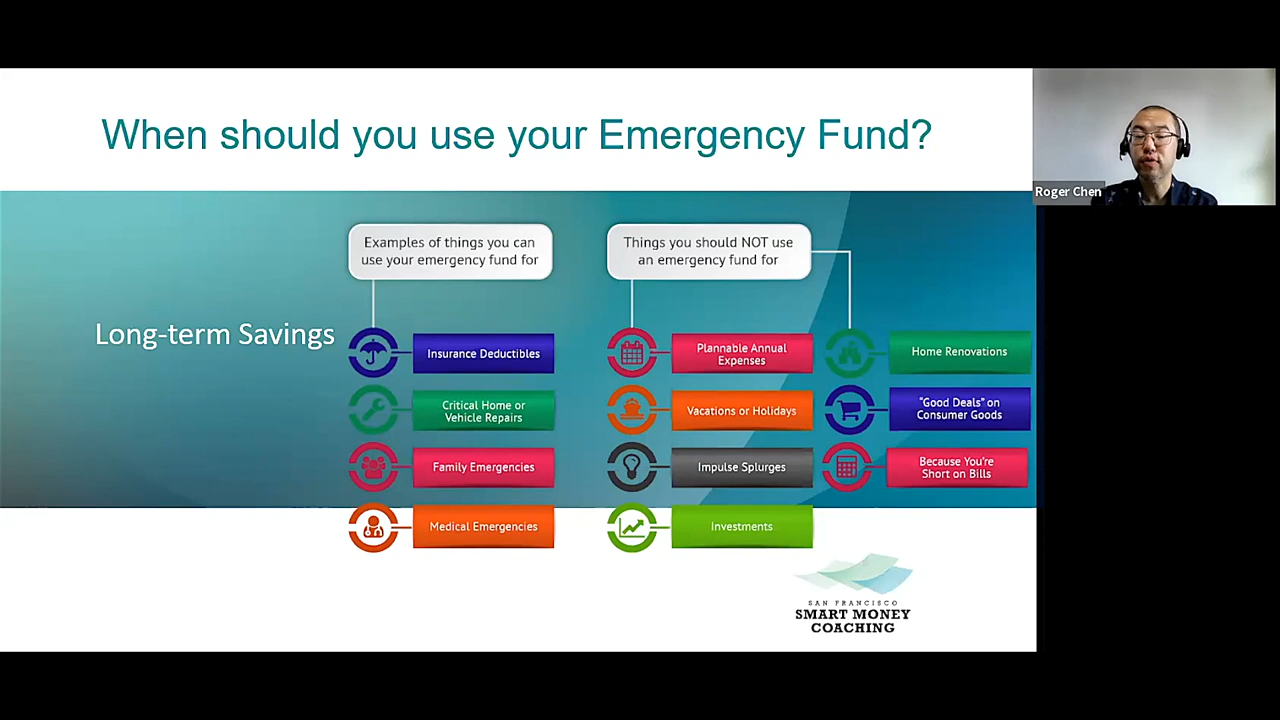 When should you use your Emergency Fund?
Roger Chen
Examples of things you can
use your emergency fund for
Things you should NOT use
an emergency fund for
Long-term Savings
Insurance Deductibles
Critical Home or
Vehicle Repairs
Family Emergencies
Medical Emergencies
Plannable Annual
Expenses
Vacations or Holidays
Impulse Splurges
Investments
Home Renovations
“Good Deals” on
Consumer Goods
Because You’re
Short on Bills
SAN FRANCISCO
SMART MONEY
COACHING